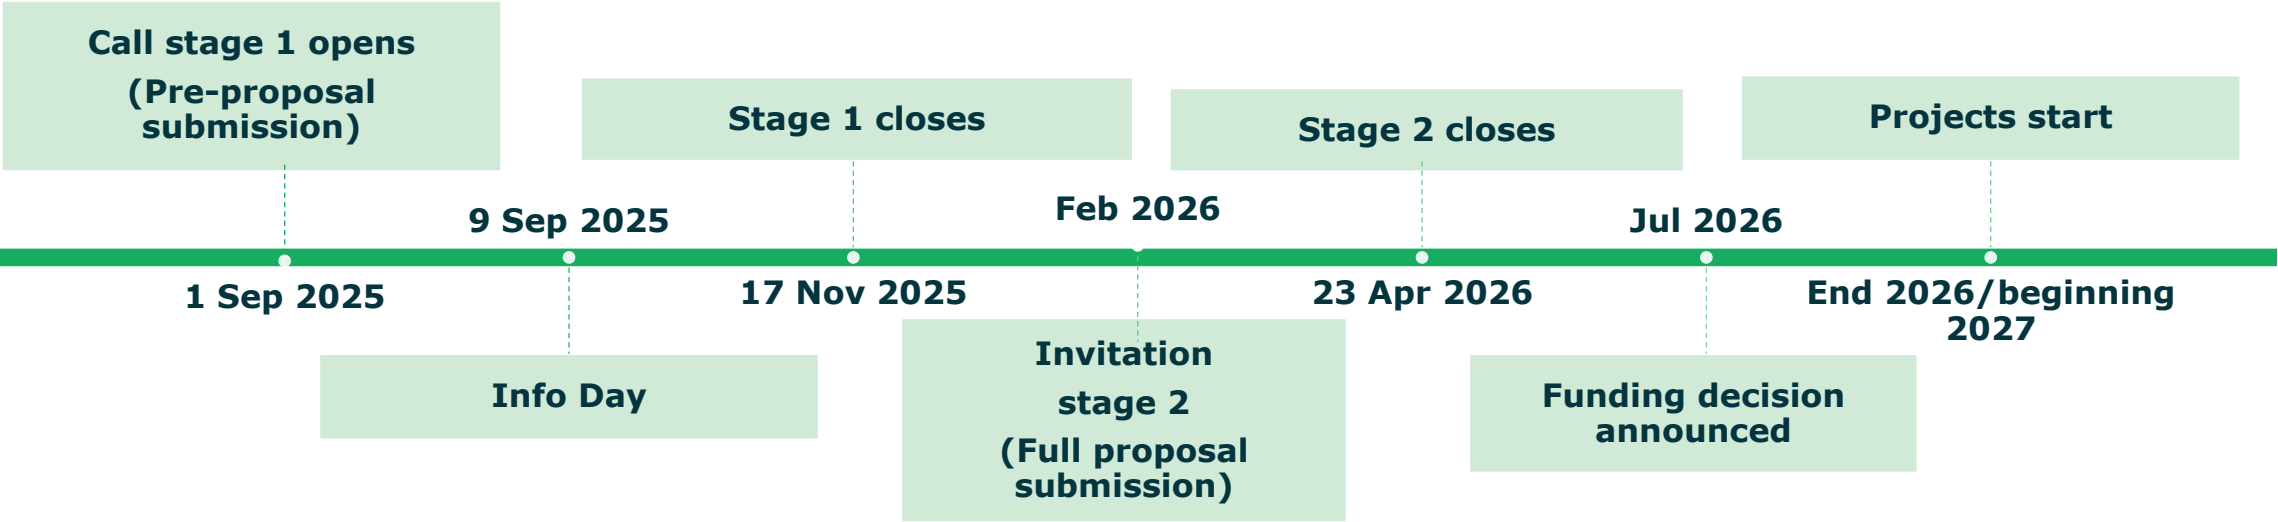 Call stage 1 opens
(Pre-proposal
submission)
1 Sep 2025
9 Sep 2025
Info Day
Stage 1 closes
17 Nov 2025
Feb 2026
Invitation
stage 2
(Full proposal
submission)
Stage 2 closes
23 Apr 2026
Jul 2026
Funding decision
announced
Projects start
End 2026/beginning
2027